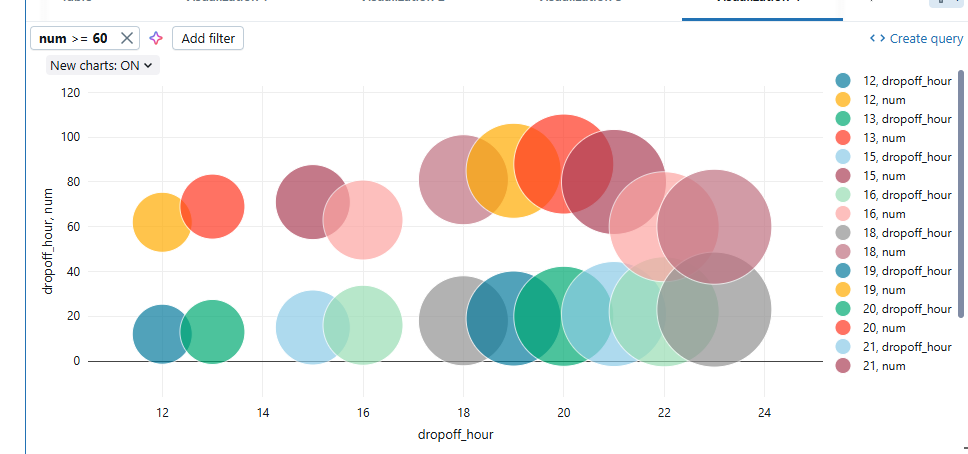 num >= 60
Add filter
Create query
New charts: ON
120
100
80
60
40
20
0
dropoff_hour, num
12
14
16
18
20
22
24
dropoff_hour
12, dropoff_hour
12, num
13, dropoff_hour
13, num
15, dropoff_hour
15, num
16, dropoff_hour
16, num
18, dropoff_hour
18, num
19, dropoff_hour
19, num
20, dropoff_hour
20, num
21, dropoff_hour
21, num